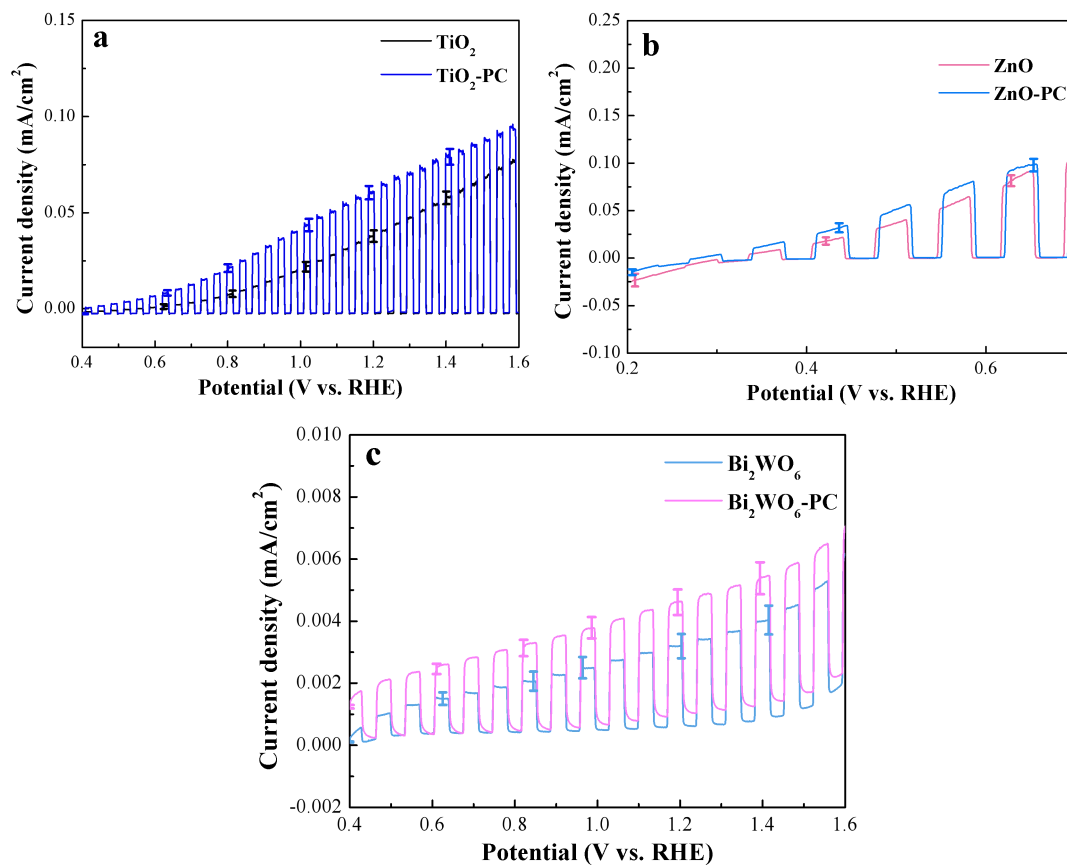 a
TiO₂
TiO₂-PC
0.15
0.10
0.05
0.00
Current density (mA/cm²)
0.4 0.6 0.8 1.0 1.2 1.4 1.6
Potential (V vs. RHE)
b
ZnO
ZnO-PC
0.25
0.20
0.15
0.10
0.05
0.00
-0.05
-0.10
Current density (mA/cm²)
0.2 0.4 0.6
Potential (V vs. RHE)
c
Bi₂WO₆
Bi₂WO₆-PC
0.010
0.008
0.006
0.004
0.002
0.000
-0.002
Current density (mA/cm²)
0.4 0.6 0.8 1.0 1.2 1.4 1.6
Potential (V vs. RHE)